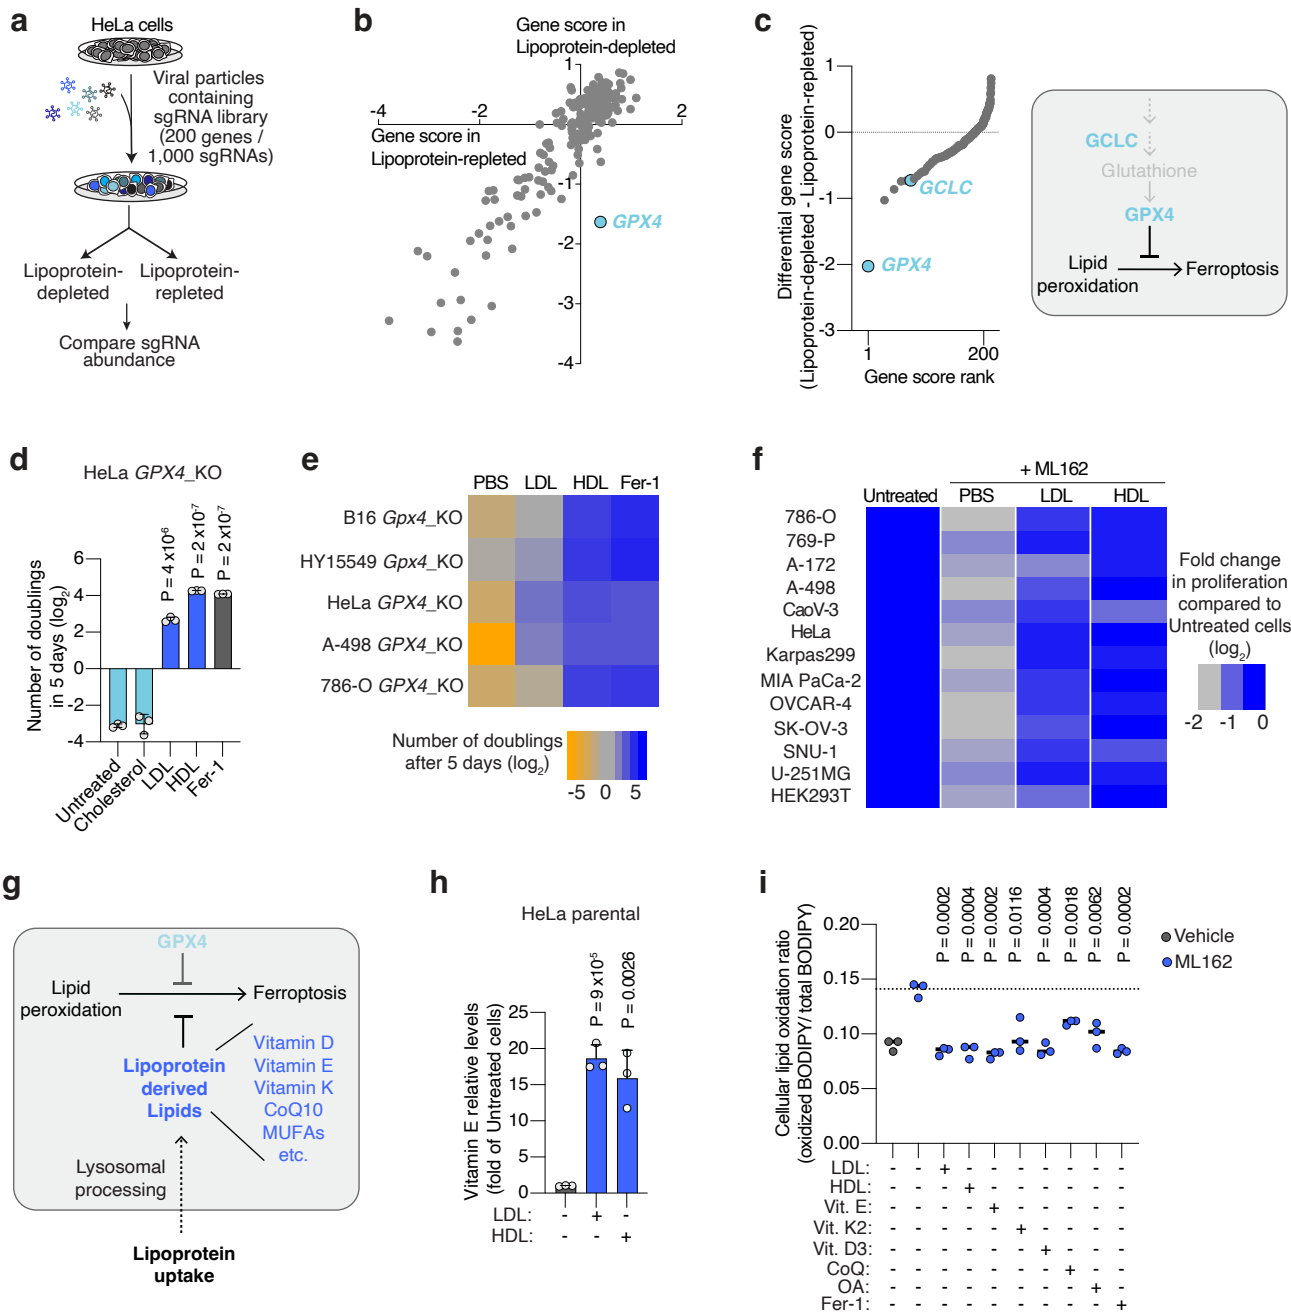 a
HeLa cells
Viral particles
containing
sgRNA library
(200 genes /
1,000 sgRNAs)
Lipoprotein-
depleted
Lipoprotein-
repleted
Compare sgRNA
abundance
b
Gene score in
Lipoprotein-depleted
1
-4
-2
2
Gene score in
Lipoprotein-repleted
-1
GPX4
-2
-3
-4
c
Differential gene score
(Lipoprotein-depleted - Lipoprotein-repleted)
1
0
-1
-2
-3
GCLC
GPX4
1
200
Gene score rank
GCLC
Glutathione
GPX4
Lipid
peroxidation
Ferroptosis
d
HeLa GPX4_KO
Number of doublings
in 5 days (log2)
6
4
2
0
-2
-4
P = 4 x10-6
P = 2 x10-7
P = 2 x10-7
Untreated
Cholesterol
LDL
HDL
Fer-1
e
PBS LDL HDL Fer-1
B16 Gpx4_KO
HY15549 Gpx4_KO
HeLa GPX4_KO
A-498 GPX4_KO
786-O GPX4_KO
Number of doublings
after 5 days (log2)
-5 0 5
f
+ ML162
Untreated PBS LDL HDL
786-O
769-P
A-172
A-498
CaoV-3
HeLa
Karpas299
MIA PaCa-2
OVCAR-4
SK-OV-3
SNU-1
U-251MG
HEK293T
Fold change
in proliferation
compared to
Untreated cells
(log2)
-2 -1 0
g
GPX4
Lipid
peroxidation
Ferroptosis
Lipoprotein
derived
Lipids
Vitamin D
Vitamin E
Vitamin K
CoQ10
MUFAs
etc.
Lysosomal
processing
Lipoprotein
uptake
h
HeLa parental
Vitamin E relative levels
(fold of Untreated cells)
25
20
15
10
5
0
P = 9 x10-5
P = 0.0026
LDL: - + -
HDL: - - +
i
Cellular lipid oxidation ratio
(oxidized BODIPY/ total BODIPY)
0.20
0.15
0.10
0.05
0.00
P = 0.0002
P = 0.0004
P = 0.0002
P = 0.0116
P = 0.0004
P = 0.0018
P = 0.0062
P = 0.0002
Vehicle
ML162
LDL: - - + - - - - - - -
HDL: - - - + - - - - - -
Vit. E: - - - - + - - - - -
Vit. K2: - - - - - + - - - -
Vit. D3: - - - - - - + - - -
CoQ: - - - - - - - + - -
OA: - - - - - - - - + -
Fer-1: - - - - - - - - - +